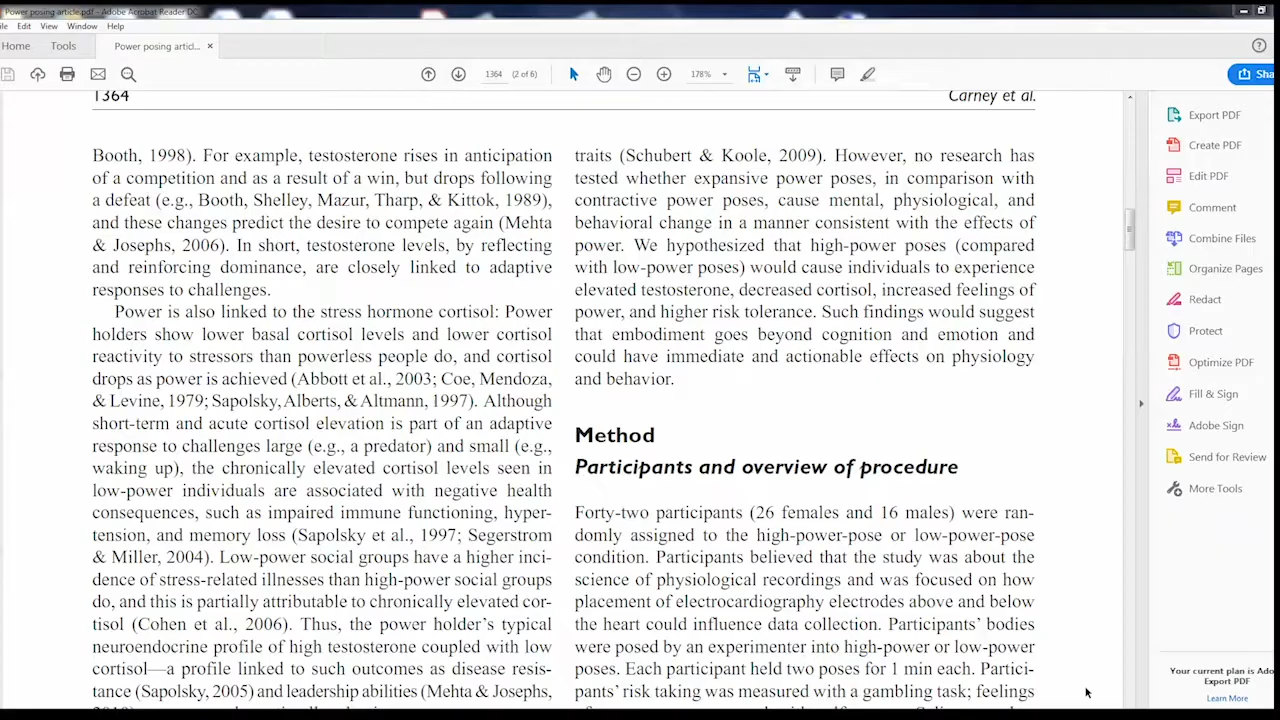 Power posing article.pdf - Adobe Acrobat Reader DC
Edit View Window Help
Home Tools Power posing artic... ×
1364 (2 of 6) 178%
1364 Carney et al.
Booth, 1998). For example, testosterone rises in anticipation
of a competition and as a result of a win, but drops following
a defeat (e.g., Booth, Shelley, Mazur, Tharp, & Kittok, 1989),
and these changes predict the desire to compete again (Mehta
& Josephs, 2006). In short, testosterone levels, by reflecting
and reinforcing dominance, are closely linked to adaptive
responses to challenges.
Power is also linked to the stress hormone cortisol: Power
holders show lower basal cortisol levels and lower cortisol
reactivity to stressors than powerless people do, and cortisol
drops as power is achieved (Abbott et al., 2003; Coe, Mendoza,
& Levine, 1979; Sapolsky, Alberts, & Altmann, 1997). Although
short-term and acute cortisol elevation is part of an adaptive
response to challenges large (e.g., a predator) and small (e.g.,
waking up), the chronically elevated cortisol levels seen in
low-power individuals are associated with negative health
consequences, such as impaired immune functioning, hyper-
tension, and memory loss (Sapolsky et al., 1997; Segerstrom
& Miller, 2004). Low-power social groups have a higher inci-
dence of stress-related illnesses than high-power social groups
do, and this is partially attributable to chronically elevated cor-
tisol (Cohen et al., 2006). Thus, the power holder's typical
neuroendocrine profile of high testosterone coupled with low
cortisol—a profile linked to such outcomes as disease resis-
tance (Sapolsky, 2005) and leadership abilities (Mehta & Josephs,
traits (Schubert & Koole, 2009). However, no research has
tested whether expansive power poses, in comparison with
contractive power poses, cause mental, physiological, and
behavioral change in a manner consistent with the effects of
power. We hypothesized that high-power poses (compared
with low-power poses) would cause individuals to experience
elevated testosterone, decreased cortisol, increased feelings of
power, and higher risk tolerance. Such findings would suggest
that embodiment goes beyond cognition and emotion and
could have immediate and actionable effects on physiology
and behavior.
Method
Participants and overview of procedure
Forty-two participants (26 females and 16 males) were ran-
domly assigned to the high-power-pose or low-power-pose
condition. Participants believed that the study was about the
science of physiological recordings and was focused on how
placement of electrocardiography electrodes above and below
the heart could influence data collection. Participants' bodies
were posed by an experimenter into high-power or low-power
poses. Each participant held two poses for 1 min each. Partici-
pants' risk taking was measured with a gambling task; feelings
Sha
Export PDF
Create PDF
Edit PDF
Comment
Combine Files
Organize Pages
Redact
Protect
Optimize PDF
Fill & Sign
Adobe Sign
Send for Review
More Tools
Your current plan is Ado
Export PDF
Learn More